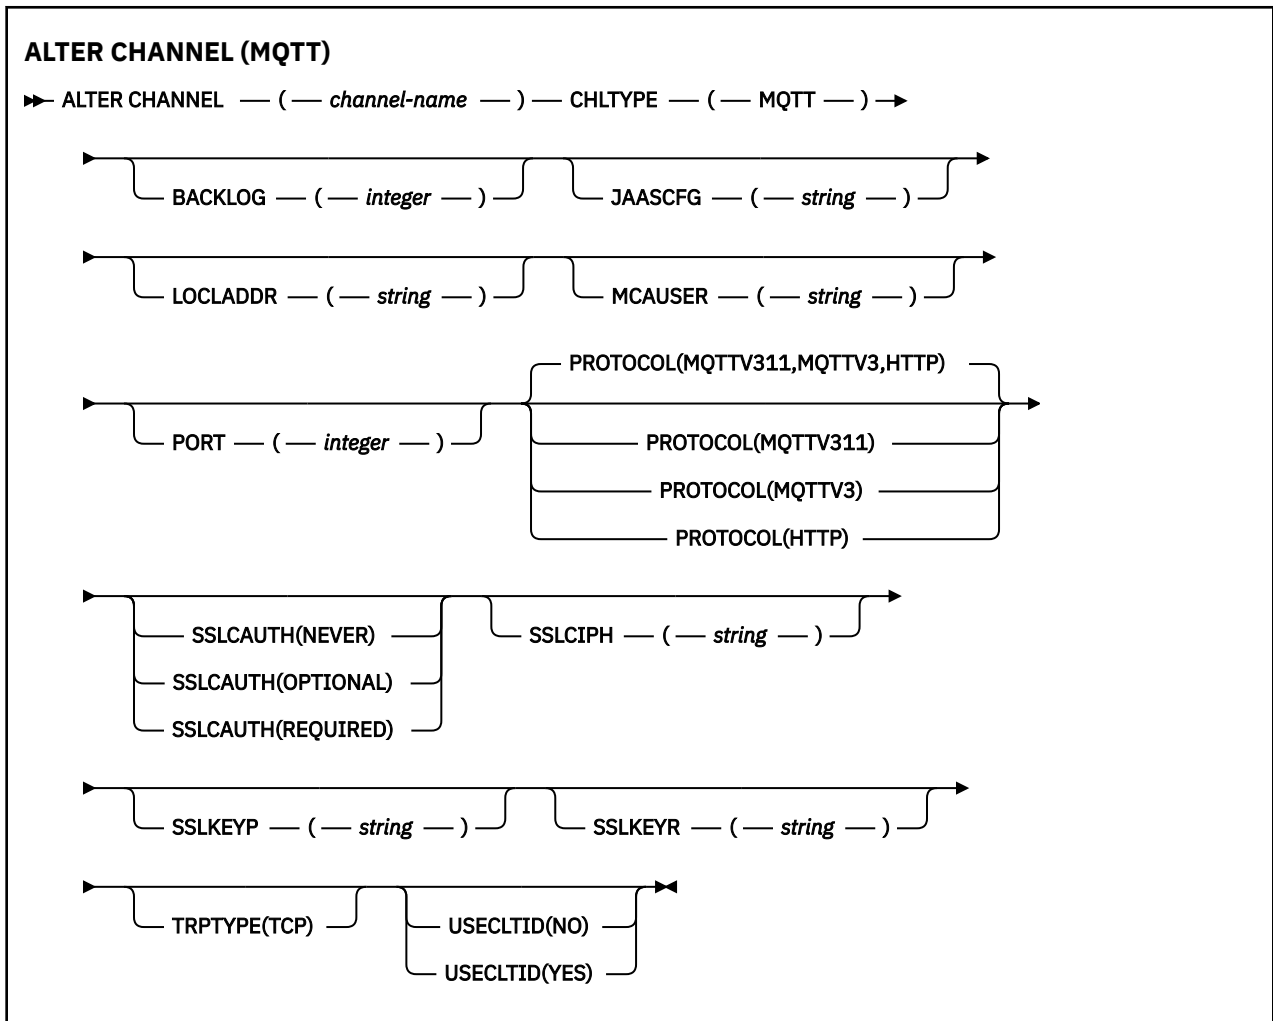 ALTER CHANNEL (MQTT)
ALTER CHANNEL ( channel-name ) CHLTYPE ( MQTT )
BACKLOG ( integer ) JAASCFG ( string )
LOCLADDR ( string ) MCAUSER ( string )
PROTOCOL(MQTTV311,MQTTV3,HTTP)
PORT ( integer ) PROTOCOL(MQTTV311)
PROTOCOL(MQTTV3)
PROTOCOL(HTTP)
SSLCAUTH(NEVER) SSLCIPH ( string )
SSLCAUTH(OPTIONAL)
SSLCAUTH(REQUIRED)
SSLKEYP ( string ) SSLKEYR ( string )
TRPTYPE(TCP) USECLTID(NO)
USECLTID(YES)